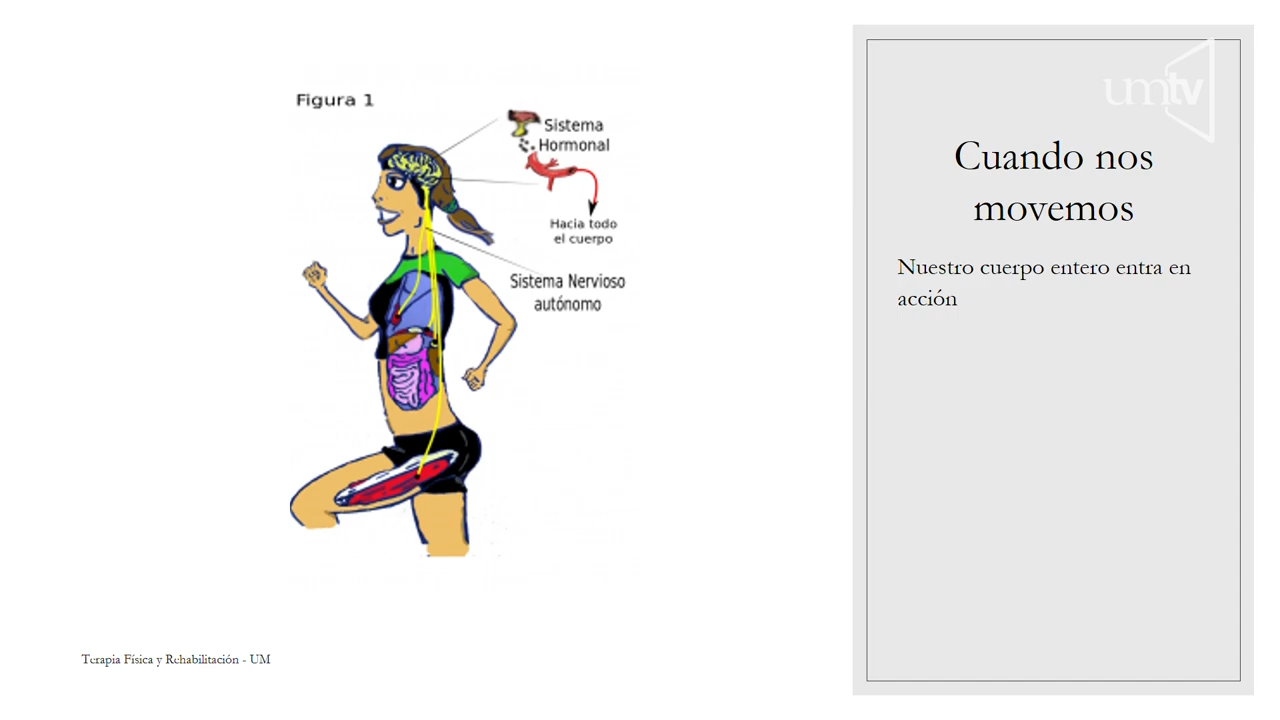 Figura 1
Sistema
Hormonal
Hacia todo
el cuerpo
Sistema Nervioso
autónomo
Terapia Física y Rehabilitación - UM
umtv
Cuando nos
movemos
Nuestro cuerpo entero entra en
acción